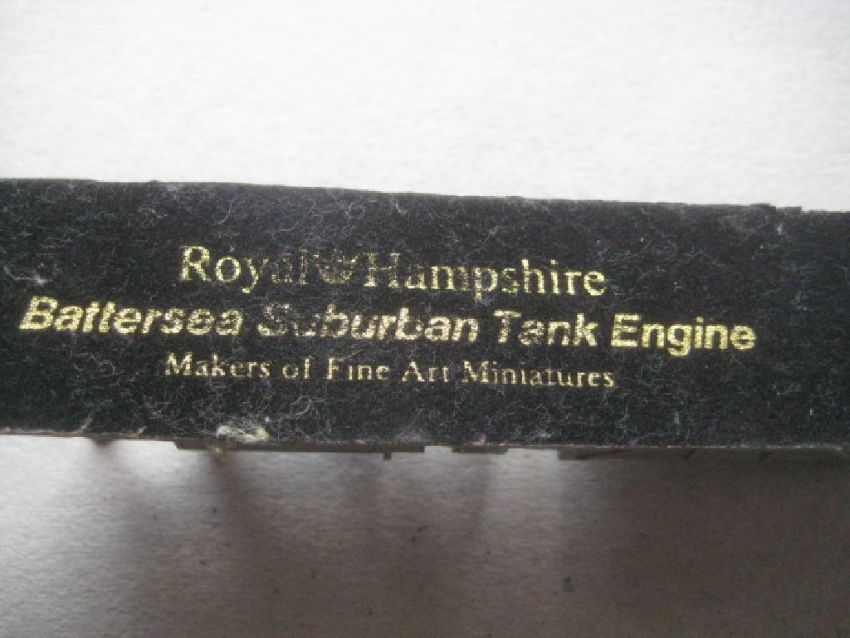 Royal Hampshire
Battersea Suburban Tank Engine
Makers of Fine Art Miniatures